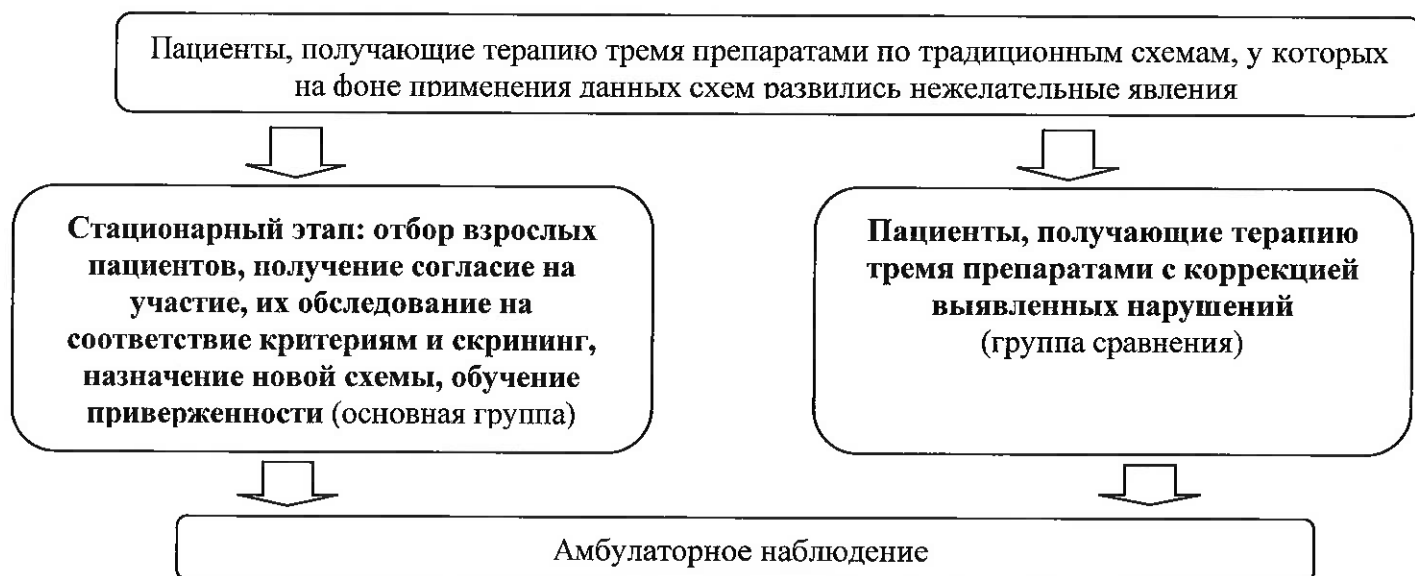 Пациенты, получающие терапию тремя препаратами по традиционным схемам, у которых
на фоне применения данных схем развились нежелательные явления
Стационарный этап: отбор взрослых
пациентов, получение согласие на
участие, их обследование на
соответствие критериям и скрининг,
назначение новой схемы, обучение
приверженности (основная группа)
Пациенты, получающие терапию
тремя препаратами с коррекцией
выявленных нарушений
(группа сравнения)
Амбулаторное наблюдение